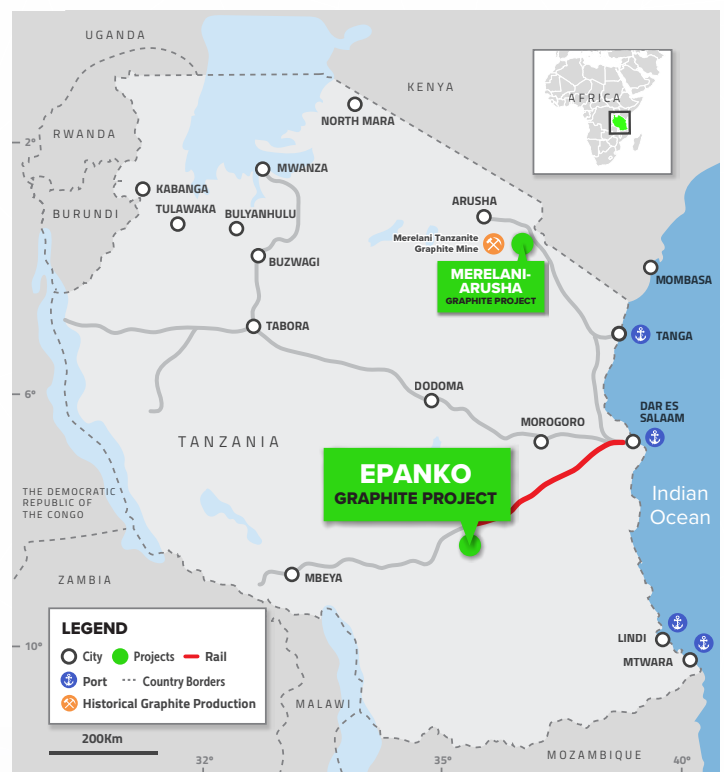 UGANDA
KENYA
AFRICA
NORTH MARA
RWANDA
2°
MWANZA
KABANGA
TULAWAKA
BULYANHULU
BURUNDI
ARUSHA
Merelani Tanzanite
Graphite Mine
BUZWAGI
MERELANI-
ARUSHA
GRAPHITE PROJECT
MOMBASA
TABORA
TANGA
6°
DODOMA
DAR ES
SALAAM
MOROGORO
TANZANIA
EPANKO
GRAPHITE PROJECT
THE DEMOCRATIC
REPUBLIC OF
THE CONGO
Indian
Ocean
ZAMBIA
MBEYA
LEGEND
City
Projects
Rail
Port
Country Borders
Historical Graphite Production
200Km
LINDI
MTWARA
10°
MALAWI
MOZAMBIQUE
32°
35°
40°